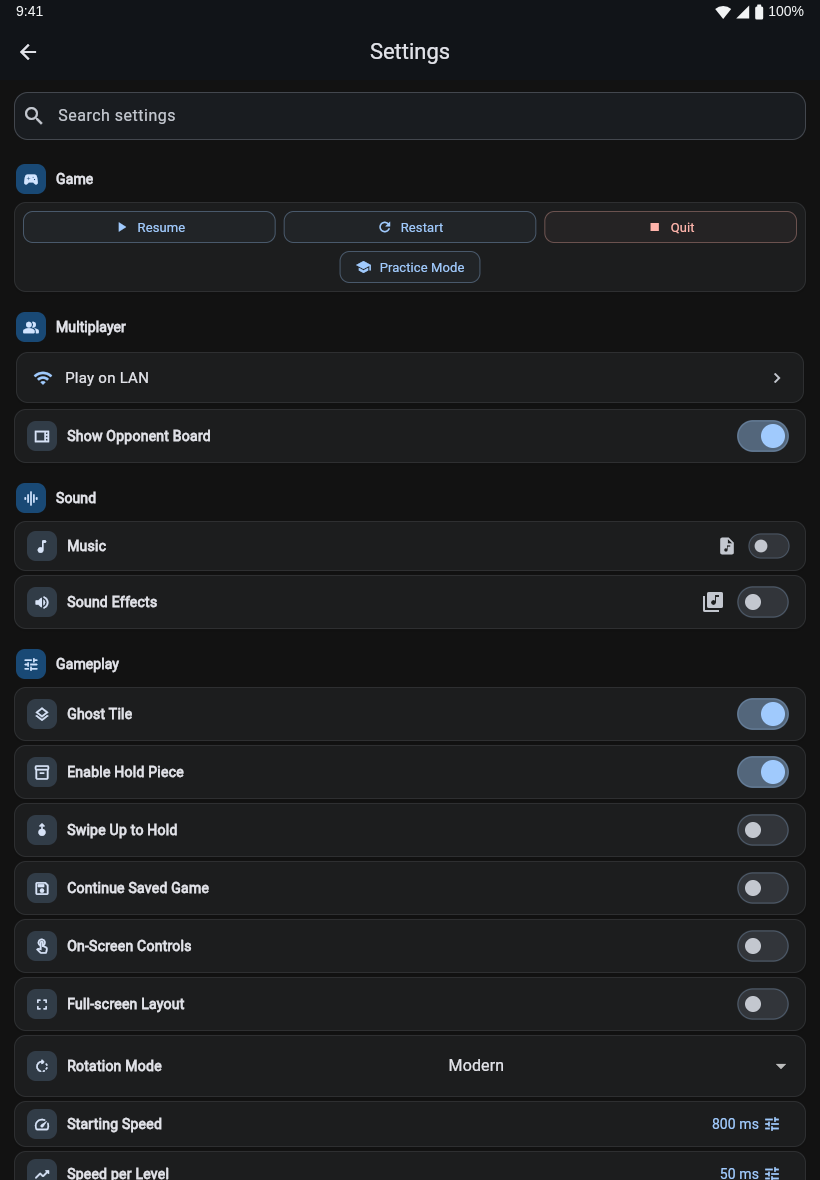 9:41
100%
Settings
Search settings
Game
Resume
Restart
Quit
Practice Mode
Multiplayer
Play on LAN
Show Opponent Board
Sound
Music
Sound Effects
Gameplay
Ghost Tile
Enable Hold Piece
Swipe Up to Hold
Continue Saved Game
On-Screen Controls
Full-screen Layout
Rotation Mode
Modern
Starting Speed
800 ms
Speed per Level
50 ms